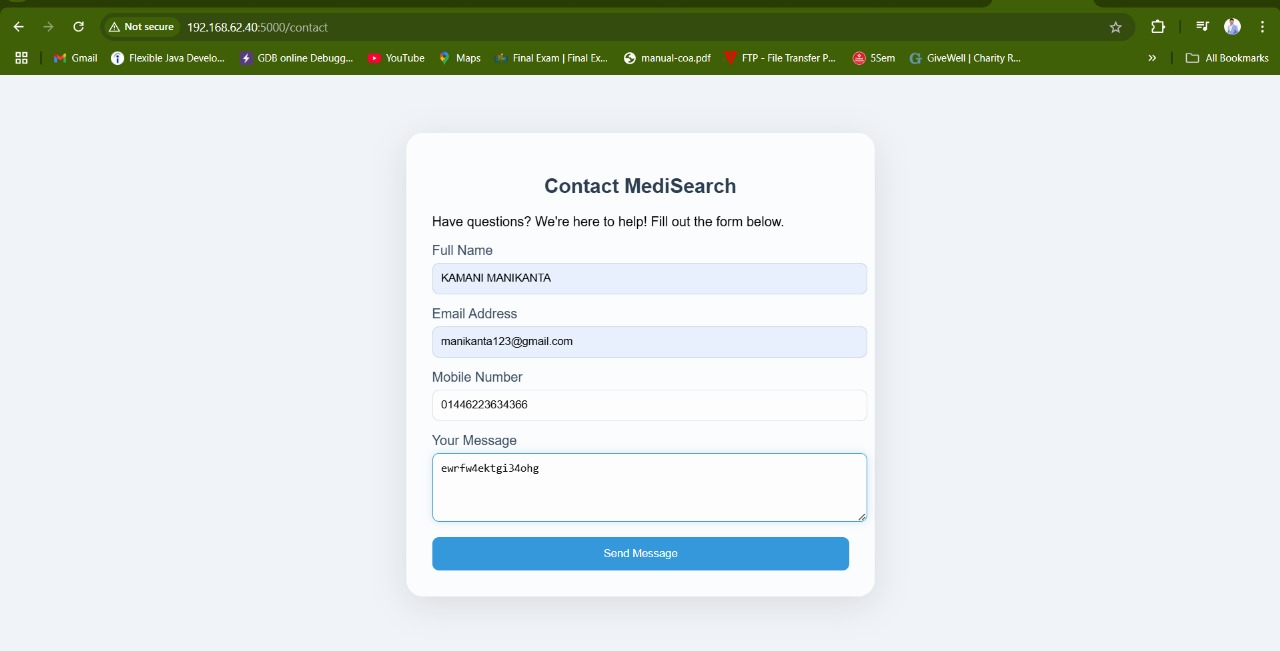 Not secure 192.168.62.40:5000/contact
Gmail Flexible Java Develo... GDB online Debugg... YouTube Maps Final Exam | Final Ex... manual-coa.pdf FTP - File Transfer P... 5Sem GiveWell | Charity R... » All Bookmarks
Contact MediSearch
Have questions? We're here to help! Fill out the form below.
Full Name
KAMANI MANIKANTA
Email Address
manikanta123@gmail.com
Mobile Number
01446223634366
Your Message
ewrfw4ektgi34ohg
Send Message